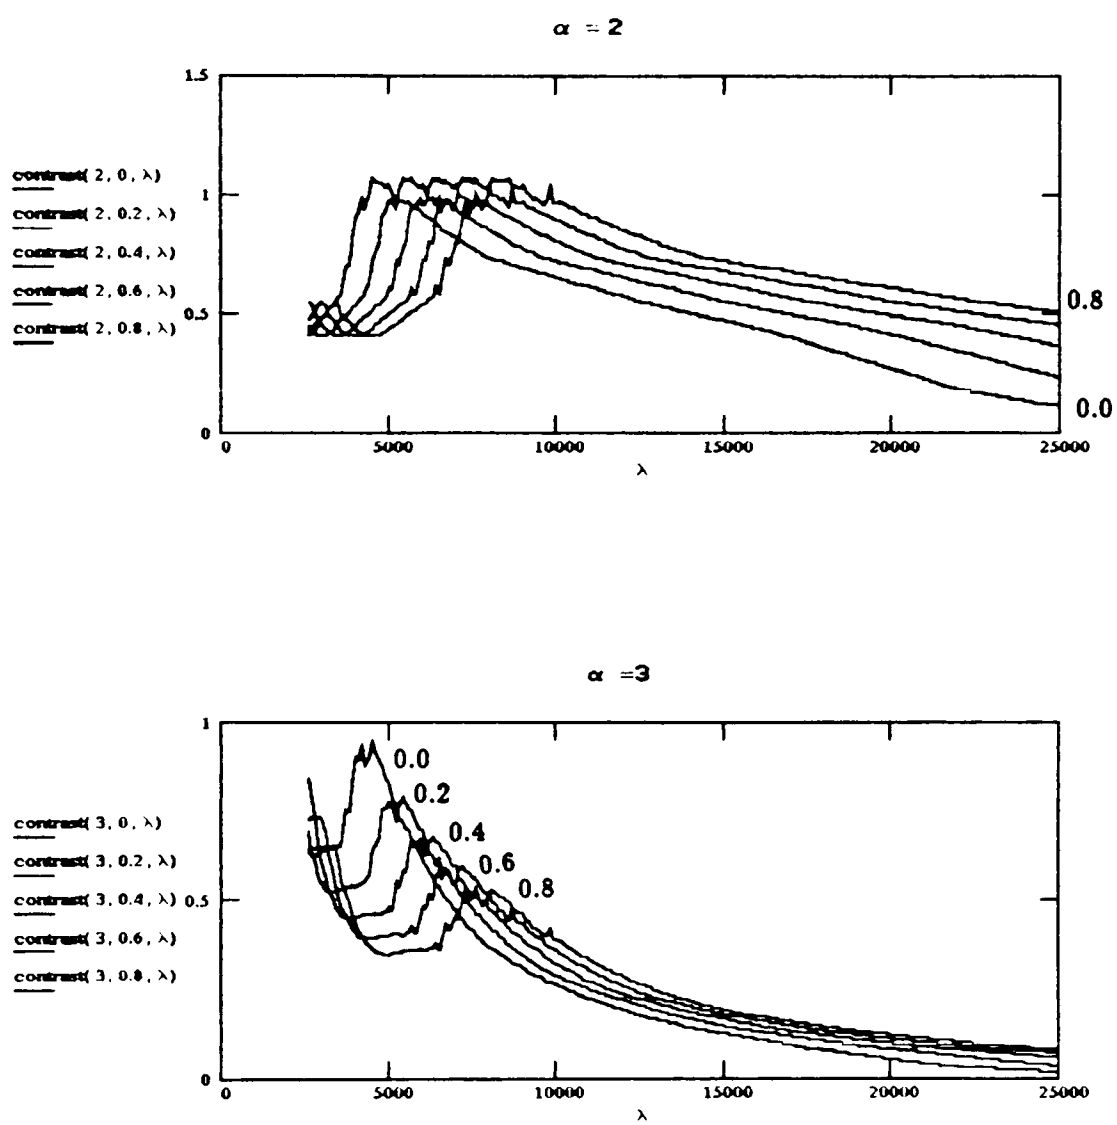 α = 2
1.5
contrast( 2, 0, λ)
1
contrast( 2, 0.2, λ)
contrast( 2, 0.4, λ)
contrast( 2, 0.6, λ)
0.8
0.5
contrast( 2, 0.8, λ)
0.0
0
0 5000 10000 15000 20000 25000
λ
α =3
1
0.0
0.2
contrast( 3, 0, λ)
0.4
contrast( 3, 0.2, λ)
0.6
0.8
contrast( 3, 0.4, λ)
0.5
contrast( 3, 0.6, λ)
contrast( 3, 0.8, λ)
0
0 5000 10000 15000 20000 25000
λ